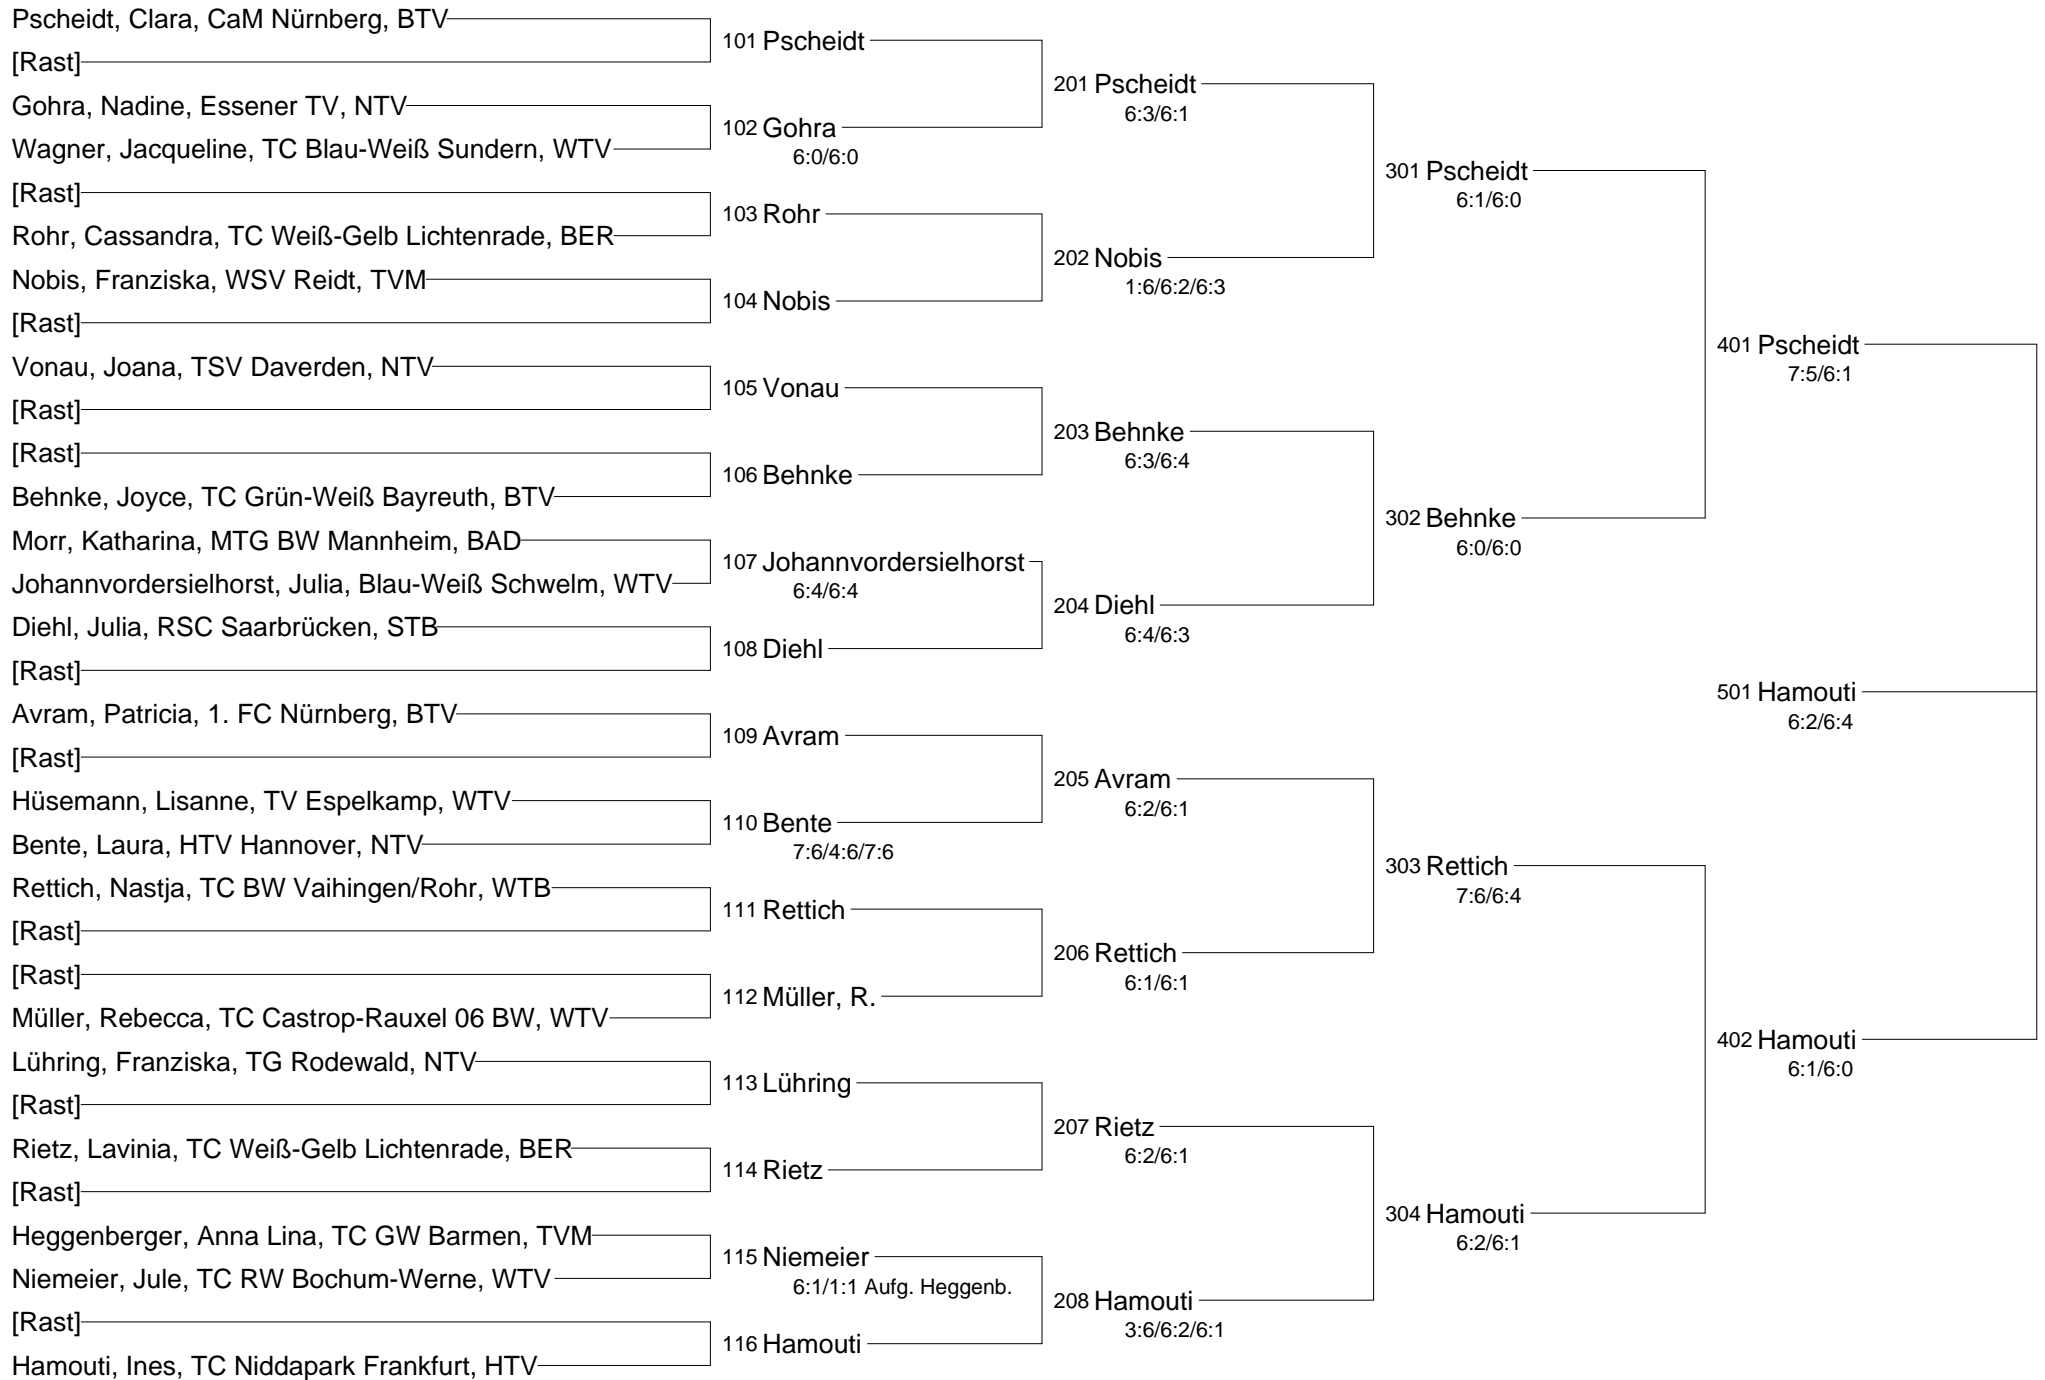 Pscheidt, Clara, CaM Nürnberg, BTV
[Rast]
Gohra, Nadine, Essener TV, NTV
Wagner, Jacqueline, TC Blau-Weiß Sundern, WTV
[Rast]
Rohr, Cassandra, TC Weiß-Gelb Lichtenrade, BER
Nobis, Franziska, WSV Reidt, TVM
[Rast]
Vonau, Joana, TSV Daverden, NTV
[Rast]
[Rast]
Behnke, Joyce, TC Grün-Weiß Bayreuth, BTV
Morr, Katharina, MTG BW Mannheim, BAD
Johannvordersielhorst, Julia, Blau-Weiß Schwelm, WTV
Diehl, Julia, RSC Saarbrücken, STB
[Rast]
Avram, Patricia, 1. FC Nürnberg, BTV
[Rast]
Hüsemann, Lisanne, TV Espelkamp, WTV
Bente, Laura, HTV Hannover, NTV
Rettich, Nastja, TC BW Vaihingen/Rohr, WTB
[Rast]
[Rast]
Müller, Rebecca, TC Castrop-Rauxel 06 BW, WTV
Lühring, Franziska, TG Rodewald, NTV
[Rast]
Rietz, Lavinia, TC Weiß-Gelb Lichtenrade, BER
[Rast]
Heggenberger, Anna Lina, TC GW Barmen, TVM
Niemeier, Jule, TC RW Bochum-Werne, WTV
[Rast]
Hamouti, Ines, TC Niddapark Frankfurt, HTV
101 Pscheidt
102 Gohra
6:0/6:0
103 Rohr
104 Nobis
105 Vonau
106 Behnke
107 Johannvordersielhorst
6:4/6:4
108 Diehl
109 Avram
110 Bente
7:6/4:6/7:6
111 Rettich
112 Müller, R.
113 Lühring
114 Rietz
115 Niemeier
6:1/1:1 Aufg. Heggenb.
116 Hamouti
201 Pscheidt
6:3/6:1
202 Nobis
1:6/6:2/6:3
203 Behnke
6:3/6:4
204 Diehl
6:4/6:3
205 Avram
6:2/6:1
206 Rettich
6:1/6:1
207 Rietz
6:2/6:1
208 Hamouti
3:6/6:2/6:1
301 Pscheidt
6:1/6:0
302 Behnke
6:0/6:0
303 Rettich
7:6/6:4
304 Hamouti
6:2/6:1
401 Pscheidt
7:5/6:1
501 Hamouti
6:2/6:4
402 Hamouti
6:1/6:0